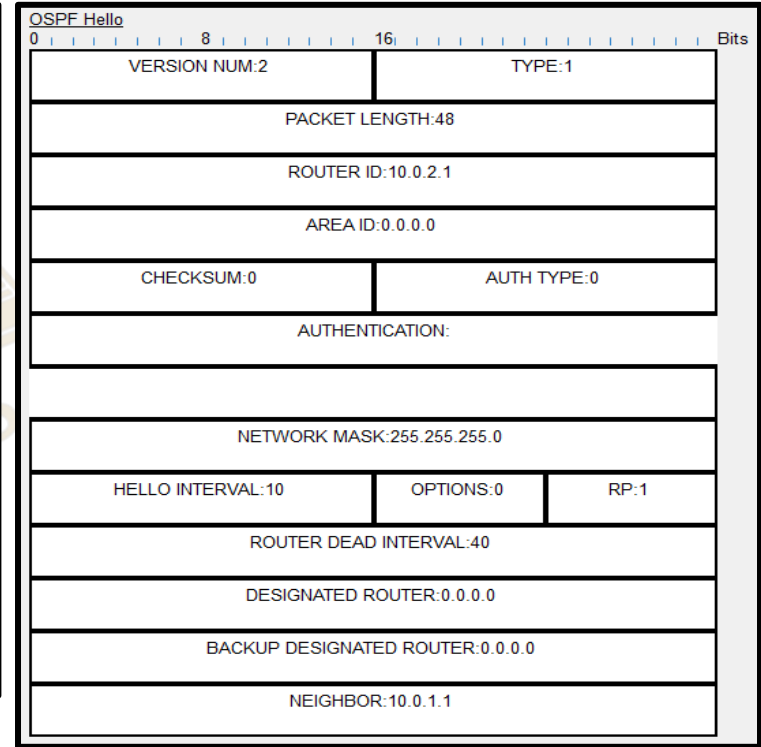 OSPF Hello
0 8 16 Bits
VERSION NUM:2 TYPE:1
PACKET LENGTH:48
ROUTER ID:10.0.2.1
AREA ID:0.0.0.0
CHECKSUM:0 AUTH TYPE:0
AUTHENTICATION:
NETWORK MASK:255.255.255.0
HELLO INTERVAL:10 OPTIONS:0 RP:1
ROUTER DEAD INTERVAL:40
DESIGNATED ROUTER:0.0.0.0
BACKUP DESIGNATED ROUTER:0.0.0.0
NEIGHBOR:10.0.1.1